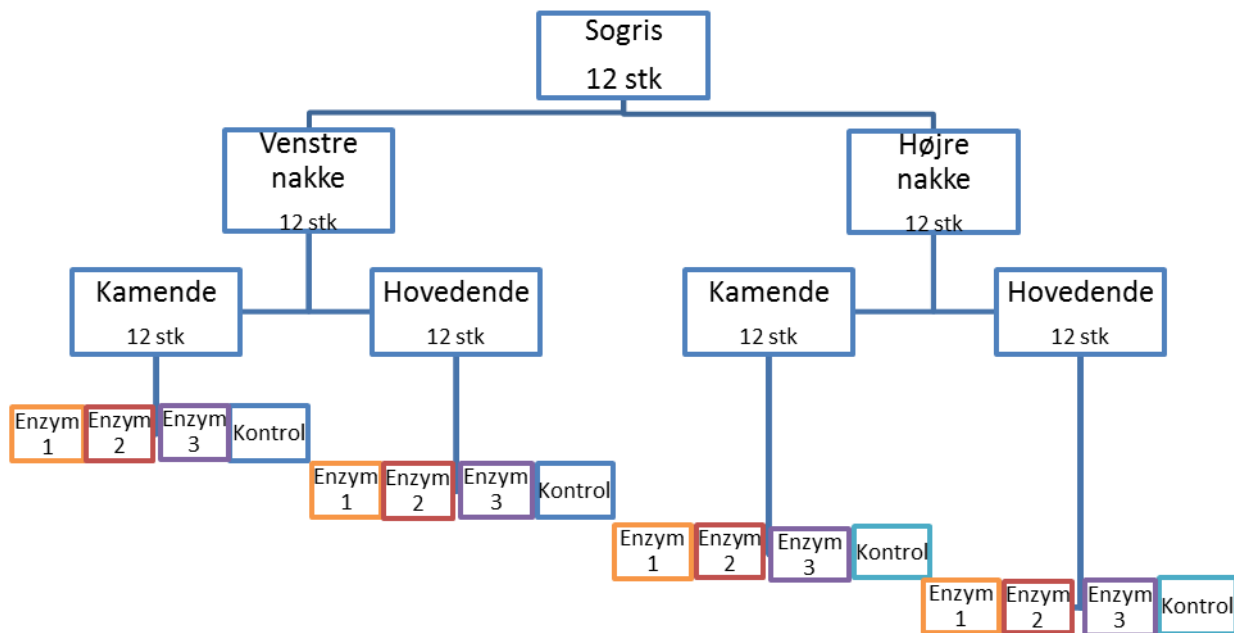 Sogris
12 stk
Venstre
nakke
12 stk
Højre
nakke
12 stk
Kamende
12 stk
Hovedende
12 stk
Kamende
12 stk
Hovedende
12 stk
Enzym
1
Enzym
2
Enzym
3
Kontrol
Enzym
1
Enzym
2
Enzym
3
Kontrol
Enzym
1
Enzym
2
Enzym
3
Kontrol
Enzym
1
Enzym
2
Enzym
3
Kontrol